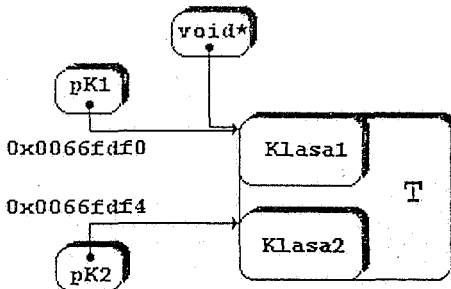 void*
pK1
0x0066fdf0
Klasa1
T
0x0066fdf4
Klasa2
pK2